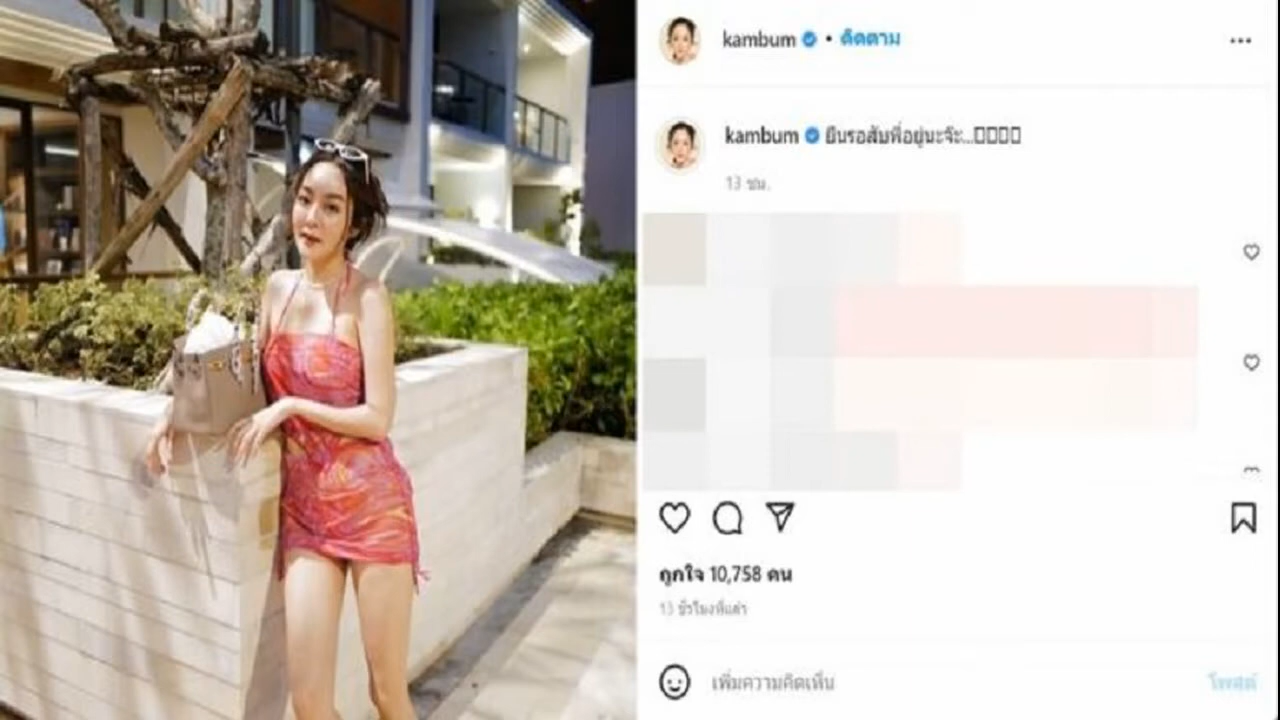 kambum • ติดตาม
kambum ยืนรอสัมพี่อยู่นะจ๊ะ...
13 ชม.
ถูกใจ 10,758 คน
13 ชั่วโมงที่แล้ว
เพิ่มความคิดเห็น
โพสต์